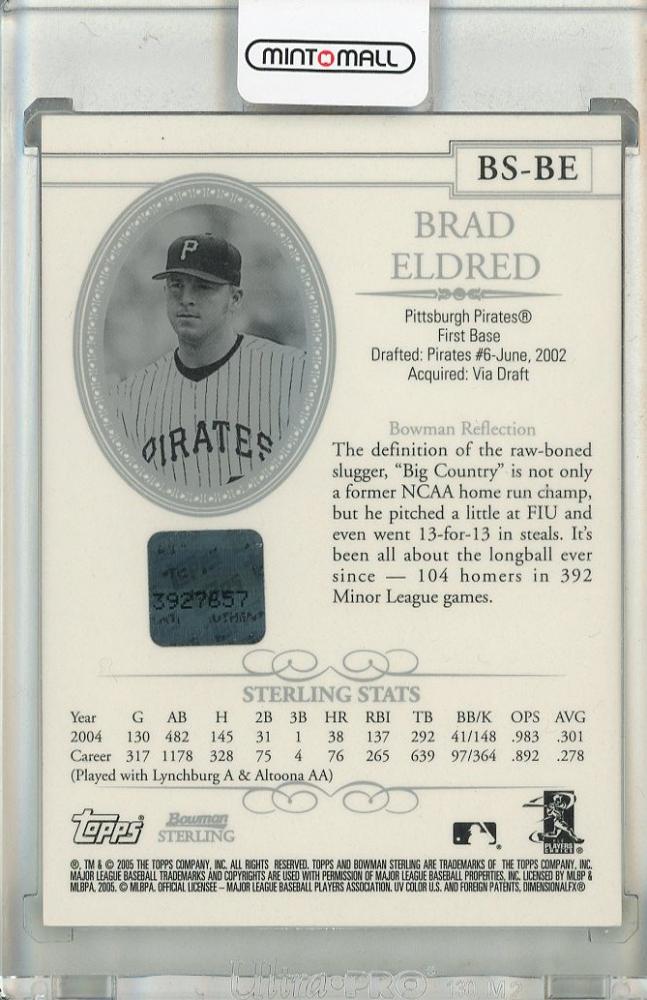 MINTMALL
BS-BE
BRAD
ELDRED
P
PIRATES
Pittsburgh Pirates®
First Base
Drafted: Pirates #6-June, 2002
Acquired: Via Draft
Bowman Reflection
The definition of the raw-boned
slugger, “Big Country” is not only
a former NCAA home run champ,
but he pitched a little at FIU and
even went 13-for-13 in steals. It's
been all about the longball ever
since — 104 homers in 392
Minor League games.
3927857
STERLING STATS
Year G AB H 2B 3B HR RBI TB BB/K OPS AVG
2004 130 482 145 31 1 38 137 292 41/148 .983 .301
Career 317 1178 328 75 4 76 265 639 97/364 .892 .278
(Played with Lynchburg A & Altoona AA)
Topps
Bowman
STERLING
PLAYERS
CHOICE
®, TM & © 2005 THE TOPPS COMPANY, INC. ALL RIGHTS RESERVED. TOPPS AND BOWMAN STERLING ARE TRADEMARKS OF THE TOPPS COMPANY, INC.
MAJOR LEAGUE BASEBALL TRADEMARKS AND COPYRIGHTS ARE USED WITH PERMISSION OF MAJOR LEAGUE BASEBALL PROPERTIES, INC. LICENSED BY MLBP &
MLBPA, 2005. © MLBPA. OFFICIAL LICENSEE – MAJOR LEAGUE BASEBALL PLAYERS ASSOCIATION. UV COLOR U.S. AND FOREIGN PATENTS, DIMENSIONALFX®
Ultra·PRO®